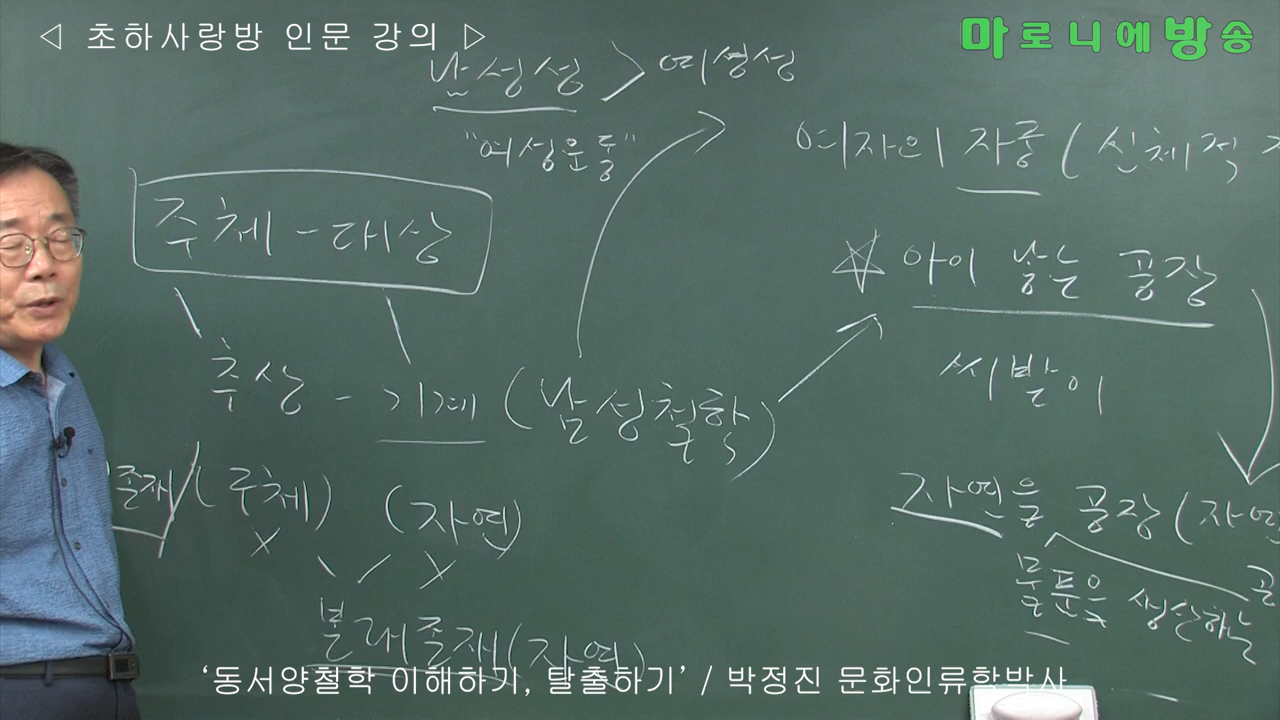 ◁ 초하사랑방 인문 강의 ▷
마로니에방송
남성성 > 여성성
"여성운동"
여자의 자궁 (신체적
주체 - 대상
☆ 아이 낳는 공장
추상 - 기계 (남성철학)
씨받이
존재 (주체) (자연)
자연을 공장 (자연
물품을 생산하는
본래존재 (자연)
‘동서양철학 이해하기, 탈출하기’ / 박정진 문화인류학박사